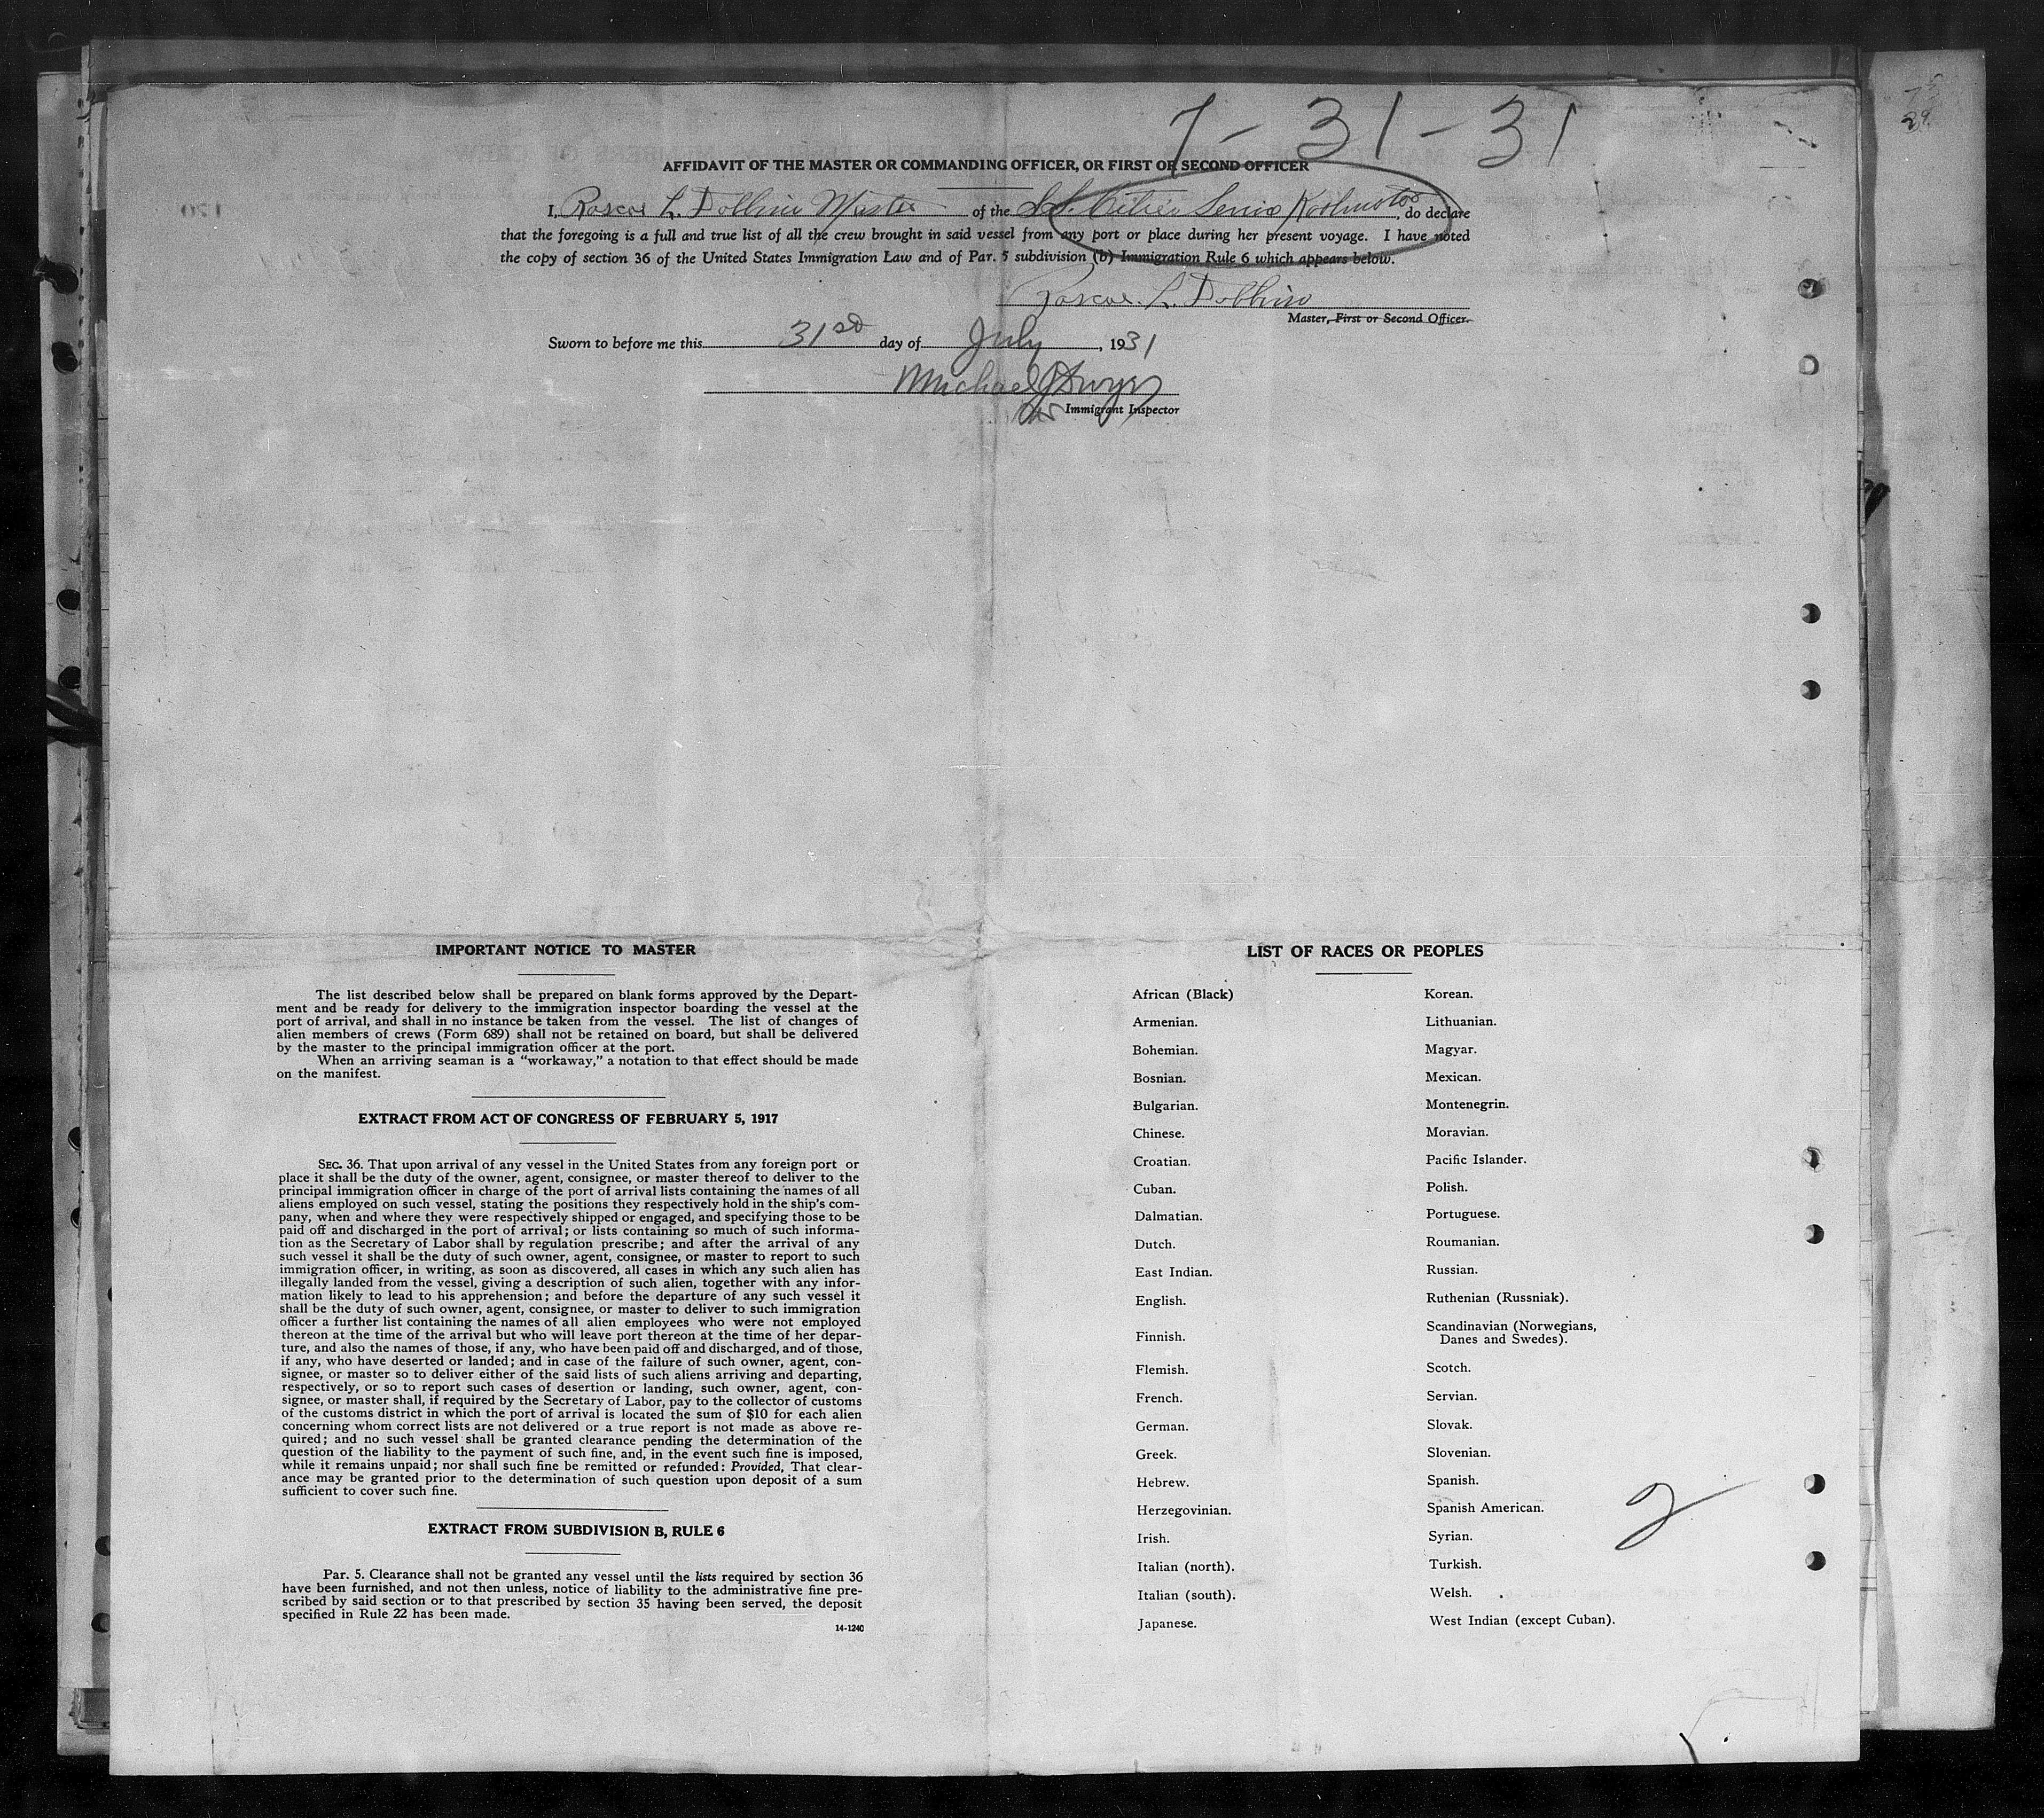 7-31-31
AFFIDAVIT OF THE MASTER OR COMMANDING OFFICER, OR FIRST OR SECOND OFFICER
I, Roscoe L. Dobbins Master of the S.S. Cities Service Koolmotor, do declare
that the foregoing is a full and true list of all the crew brought in said vessel from any port or place during her present voyage. I have noted
the copy of section 36 of the United States Immigration Law and of Par. 5 subdivision (b) Immigration Rule 6 which appears below.
Roscoe L. Dobbins
Master, First or Second Officer.
Sworn to before me this 31st day of July, 1931
Michael J Dwyer
Immigrant Inspector
IMPORTANT NOTICE TO MASTER
The list described below shall be prepared on blank forms approved by the Depart-
ment and be ready for delivery to the immigration inspector boarding the vessel at the
port of arrival, and shall in no instance be taken from the vessel. The list of changes of
alien members of crews (Form 689) shall not be retained on board, but shall be delivered
by the master to the principal immigration officer at the port.
When an arriving seaman is a "workaway," a notation to that effect should be made
on the manifest.
EXTRACT FROM ACT OF CONGRESS OF FEBRUARY 5, 1917
SEC. 36. That upon arrival of any vessel in the United States from any foreign port or
place it shall be the duty of the owner, agent, consignee, or master thereof to deliver to the
principal immigration officer in charge of the port of arrival lists containing the names of all
aliens employed on such vessel, stating the positions they respectively hold in the ship's com-
pany, when and where they were respectively shipped or engaged, and specifying those to be
paid off and discharged in the port of arrival; or lists containing so much of such informa-
tion as the Secretary of Labor shall by regulation prescribe; and after the arrival of any
such vessel it shall be the duty of such owner, agent, consignee, or master to report to such
immigration officer, in writing, as soon as discovered, all cases in which any such alien has
illegally landed from the vessel, giving a description of such alien, together with any infor-
mation likely to lead to his apprehension; and before the departure of any such vessel it
shall be the duty of such owner, agent, consignee, or master to deliver to such immigration
officer a further list containing the names of all alien employees who were not employed
thereon at the time of the arrival but who will leave port thereon at the time of her depar-
ture, and also the names of those, if any, who have been paid off and discharged, and of those,
if any, who have deserted or landed; and in case of the failure of such owner, agent, con-
signee, or master so to deliver either of the said lists of such aliens arriving and departing,
respectively, or so to report such cases of desertion or landing, such owner, agent, con-
signee, or master shall, if required by the Secretary of Labor, pay to the collector of customs
of the customs district in which the port of arrival is located the sum of $10 for each alien
concerning whom correct lists are not delivered or a true report is not made as above re-
quired; and no such vessel shall be granted clearance pending the determination of the
question of the liability to the payment of such fine, and, in the event such fine is imposed,
while it remains unpaid; nor shall such fine be remitted or refunded: Provided, That clear-
ance may be granted prior to the determination of such question upon deposit of a sum
sufficient to cover such fine.
EXTRACT FROM SUBDIVISION B, RULE 6
Par. 5. Clearance shall not be granted any vessel until the lists required by section 36
have been furnished, and not then unless, notice of liability to the administrative fine pre-
scribed by said section or to that prescribed by section 35 having been served, the deposit
specified in Rule 22 has been made.
14-1240
LIST OF RACES OR PEOPLES
African (Black)
Armenian.
Bohemian.
Bosnian.
Bulgarian.
Chinese.
Croatian.
Cuban.
Dalmatian.
Dutch.
East Indian.
English.
Finnish.
Flemish.
French.
German.
Greek.
Hebrew.
Herzegovinian.
Irish.
Italian (north).
Italian (south).
Japanese.
Korean.
Lithuanian.
Magyar.
Mexican.
Montenegrin.
Moravian.
Pacific Islander.
Polish.
Portuguese.
Roumanian.
Russian.
Ruthenian (Russniak).
Scandinavian (Norwegians,
Danes and Swedes).
Scotch.
Servian.
Slovak.
Slovenian.
Spanish.
Spanish American.
Syrian.
Turkish.
Welsh.
West Indian (except Cuban).
2